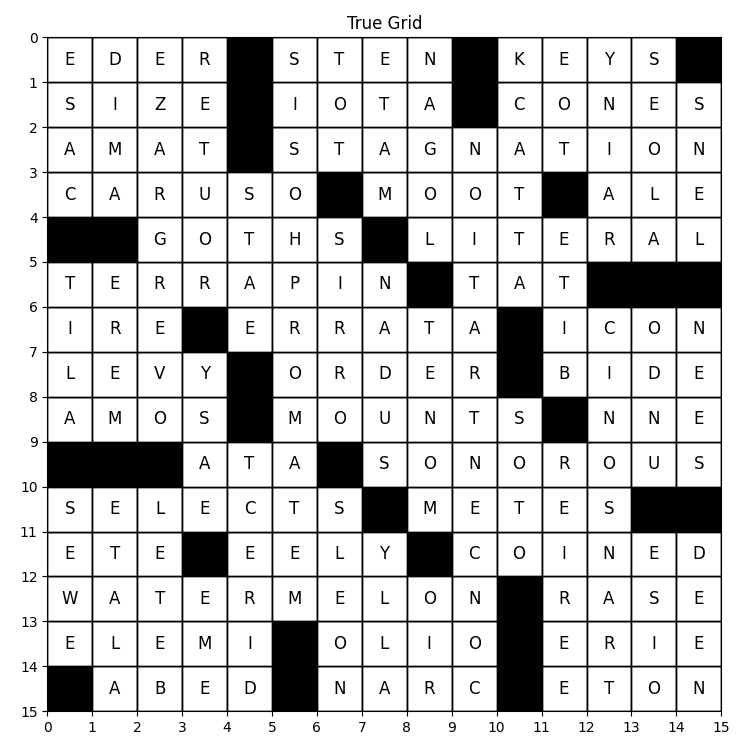 True Grid
0 E D E R S T E N K E Y S
1 S I Z E I O T A C O N E S
2 A M A T S T A G N A T I O N
3 C A R U S O M O O T A L E
4 G O T H S L I T E R A L
5 T E R R A P I N T A T
6 I R E E R R A T A I C O N
7 L E V Y O R D E R B I D E
8 A M O S M O U N T S N N E
9 A T A S O N O R O U S
10 S E L E C T S M E T E S
11 E T E E E L Y C O I N E D
12 W A T E R M E L O N R A S E
13 E L E M I O L I O E R I E
14 A B E D N A R C E T O N
15
0 1 2 3 4 5 6 7 8 9 10 11 12 13 14 15